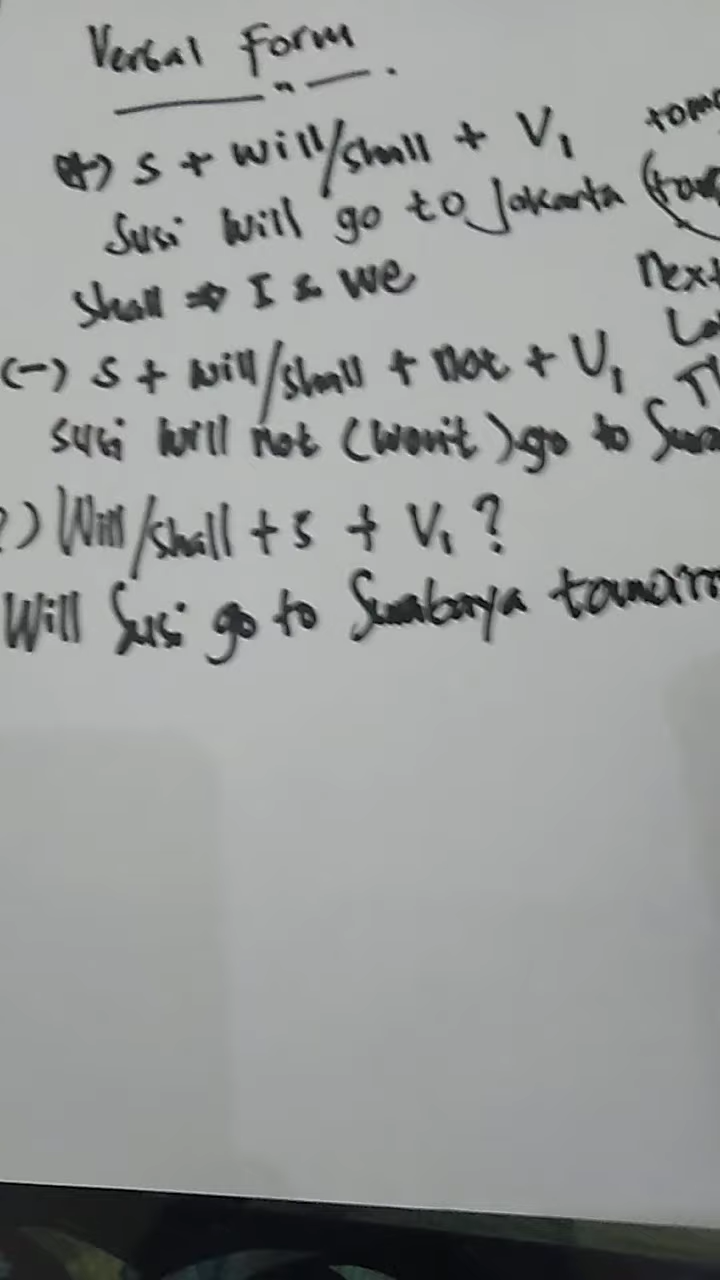 Verbal Form
(+) S + will/shall + V1
Susi will go to Jakarta
shall ⇒ I & we
next
(-) S + will/shall + not + V1
Susi will not (won't) go to
?) Will/shall + S + V1 ?
Will Susi go to Surabaya